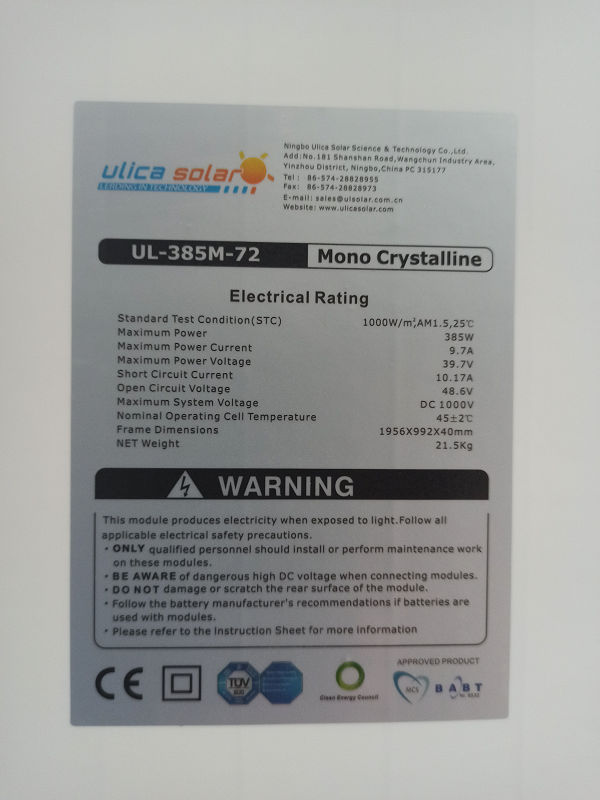 ulica solar
LERDING IN TECHNOLOGY
Ningbo Ulica Solar Science & Technology Co.,Ltd.
Add:No.181 Shanshan Road,Wangchun Industry Area,
Yinzhou District, Ningbo,China PC 315177
Tel: 86-574-28828955
Fax: 86-574-28828973
E-mail: sales@ulsolar.com.cn
Website: www.ulicasolar.com
UL-385M-72
Mono Crystalline
Electrical Rating
Standard Test Condition(STC) 1000W/m²,AM1.5,25℃
Maximum Power 385W
Maximum Power Current 9.7A
Maximum Power Voltage 39.7V
Short Circuit Current 10.17A
Open Circuit Voltage 48.6V
Maximum System Voltage DC 1000V
Nominal Operating Cell Temperature 45±2℃
Frame Dimensions 1956X992X40mm
NET Weight 21.5Kg
WARNING
This module produces electricity when exposed to light.Follow all
applicable electrical safety precautions.
· ONLY qualified personnel should install or perform maintenance work
on these modules.
· BE AWARE of dangerous high DC voltage when connecting modules.
· DO NOT damage or scratch the rear surface of the module.
· Follow the battery manufacturer's recommendations if batteries are
used with modules.
· Please refer to the Instruction Sheet for more information
CE
TÜV
Clean Energy Council
APPROVED PRODUCT
MCS
BABT